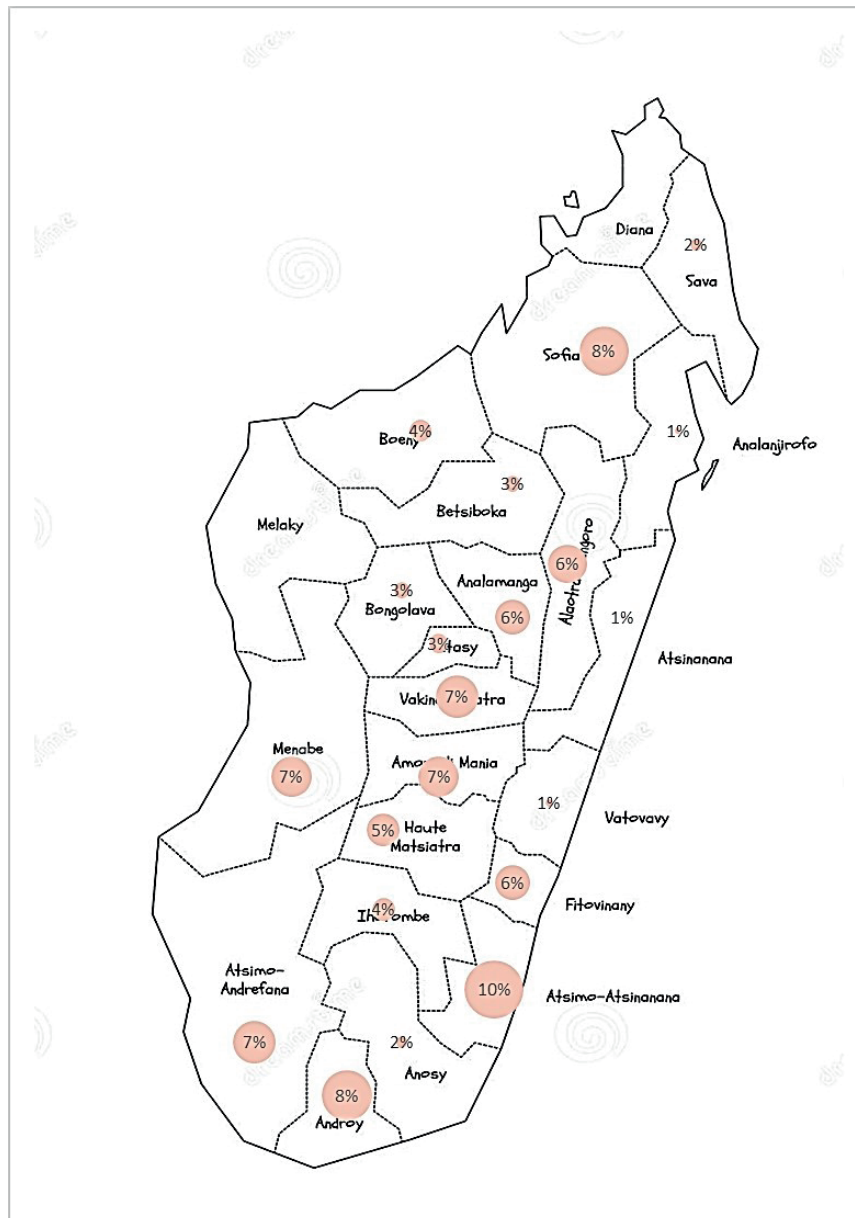 Diana
2%
Sava
Sofia
8%
4%
Boeny
1%
Analanjirofo
3%
Betsiboka
Melaky
6%
3%
Bongolava
Analamanga
6%
1%
3%
Atsinanana
7%
Menabe
7%
7%
Mania
1%
Vatovavy
5%
Haute
Matsiatra
6%
Fitovinany
4%
Atsimo-
Andrefana
10%
Atsimo-Atsinanana
7%
2%
Anosy
8%
Androy